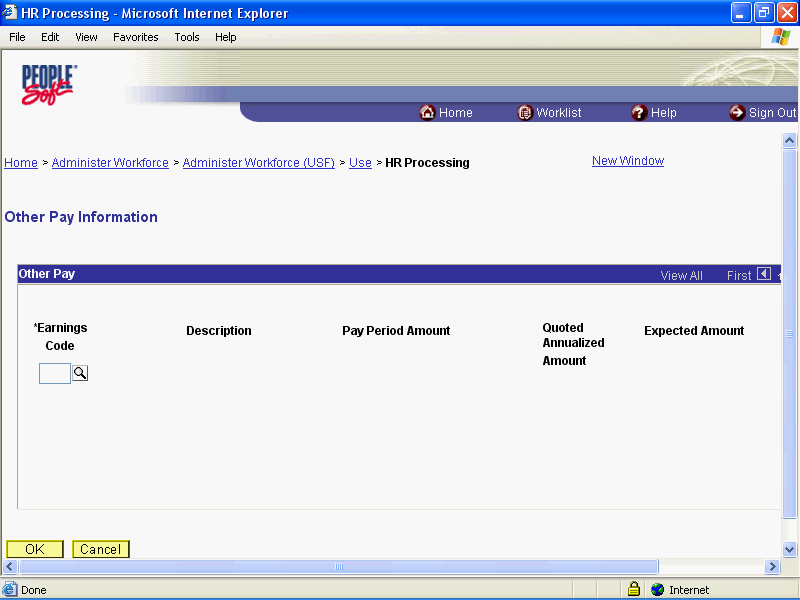 HR Processing - Microsoft Internet Explorer
File Edit View Favorites Tools Help
PEOPLE
Soft
Home Worklist Help Sign Out
Home > Administer Workforce > Administer Workforce (USF) > Use > HR Processing New Window
Other Pay Information
Other Pay View All First
*Earnings Code Description Pay Period Amount Quoted Annualized Amount Expected Amount
OK Cancel
Done Internet